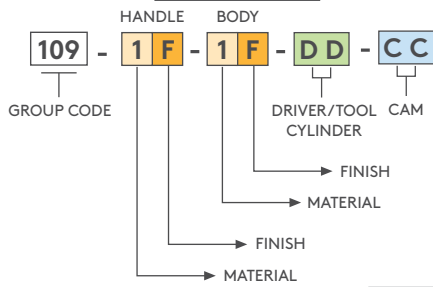 HANDLE BODY
109 - 1 F - 1 F - D D - C C
GROUP CODE
DRIVER/TOOL
CYLINDER
CAM
FINISH
MATERIAL
FINISH
MATERIAL